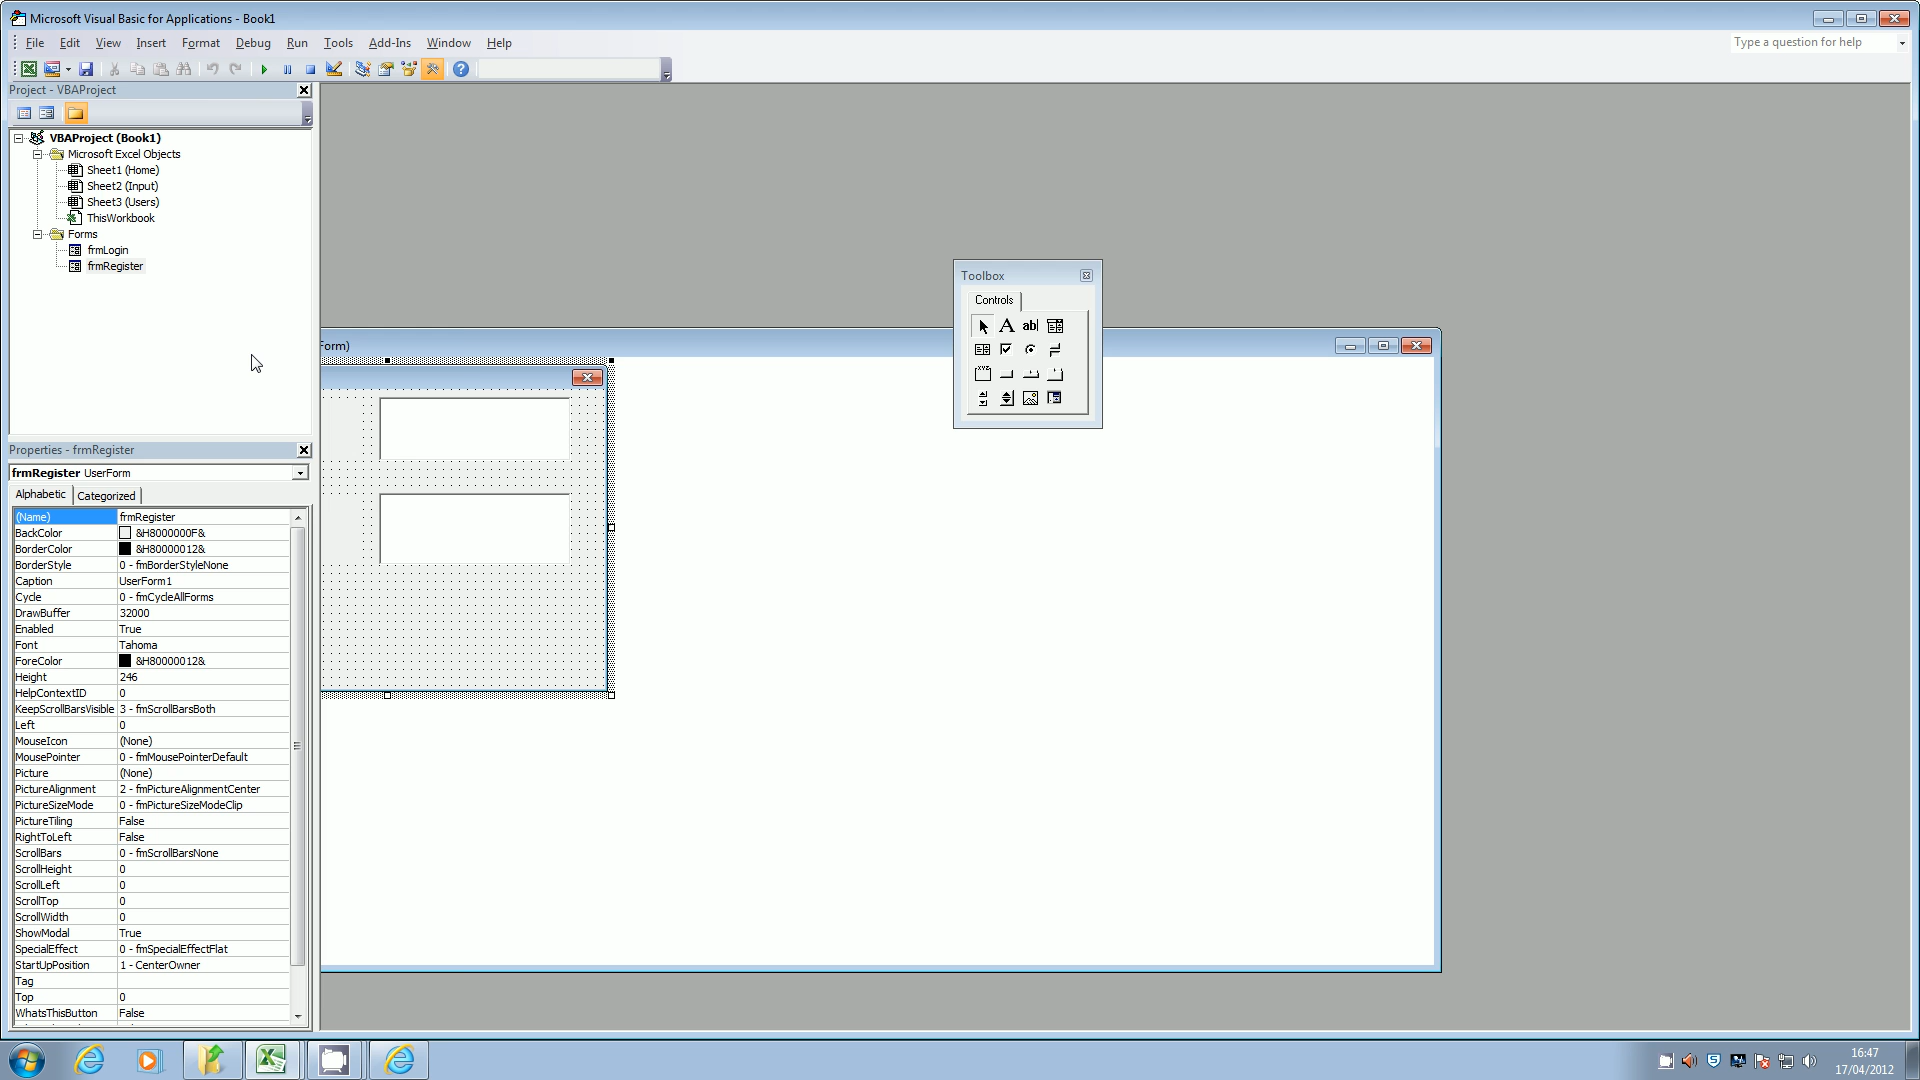 Microsoft Visual Basic for Applications - Book1
File Edit View Insert Format Debug Run Tools Add-Ins Window Help
Type a question for help
Project - VBAProject
VBAProject (Book1)
Microsoft Excel Objects
Sheet1 (Home)
Sheet2 (Input)
Sheet3 (Users)
ThisWorkbook
Forms
frmLogin
frmRegister
Form)
Toolbox
Controls
A ab|
XYZ
Properties - frmRegister
frmRegister UserForm
Alphabetic Categorized
(Name) frmRegister
BackColor &H8000000F&
BorderColor &H80000012&
BorderStyle 0 - fmBorderStyleNone
Caption UserForm1
Cycle 0 - fmCycleAllForms
DrawBuffer 32000
Enabled True
Font Tahoma
ForeColor &H80000012&
Height 246
HelpContextID 0
KeepScrollBarsVisible 3 - fmScrollBarsBoth
Left 0
MouseIcon (None)
MousePointer 0 - fmMousePointerDefault
Picture (None)
PictureAlignment 2 - fmPictureAlignmentCenter
PictureSizeMode 0 - fmPictureSizeModeClip
PictureTiling False
RightToLeft False
ScrollBars 0 - fmScrollBarsNone
ScrollHeight 0
ScrollLeft 0
ScrollTop 0
ScrollWidth 0
ShowModal True
SpecialEffect 0 - fmSpecialEffectFlat
StartUpPosition 1 - CenterOwner
Tag
Top 0
WhatsThisButton False
16:47
17/04/2012